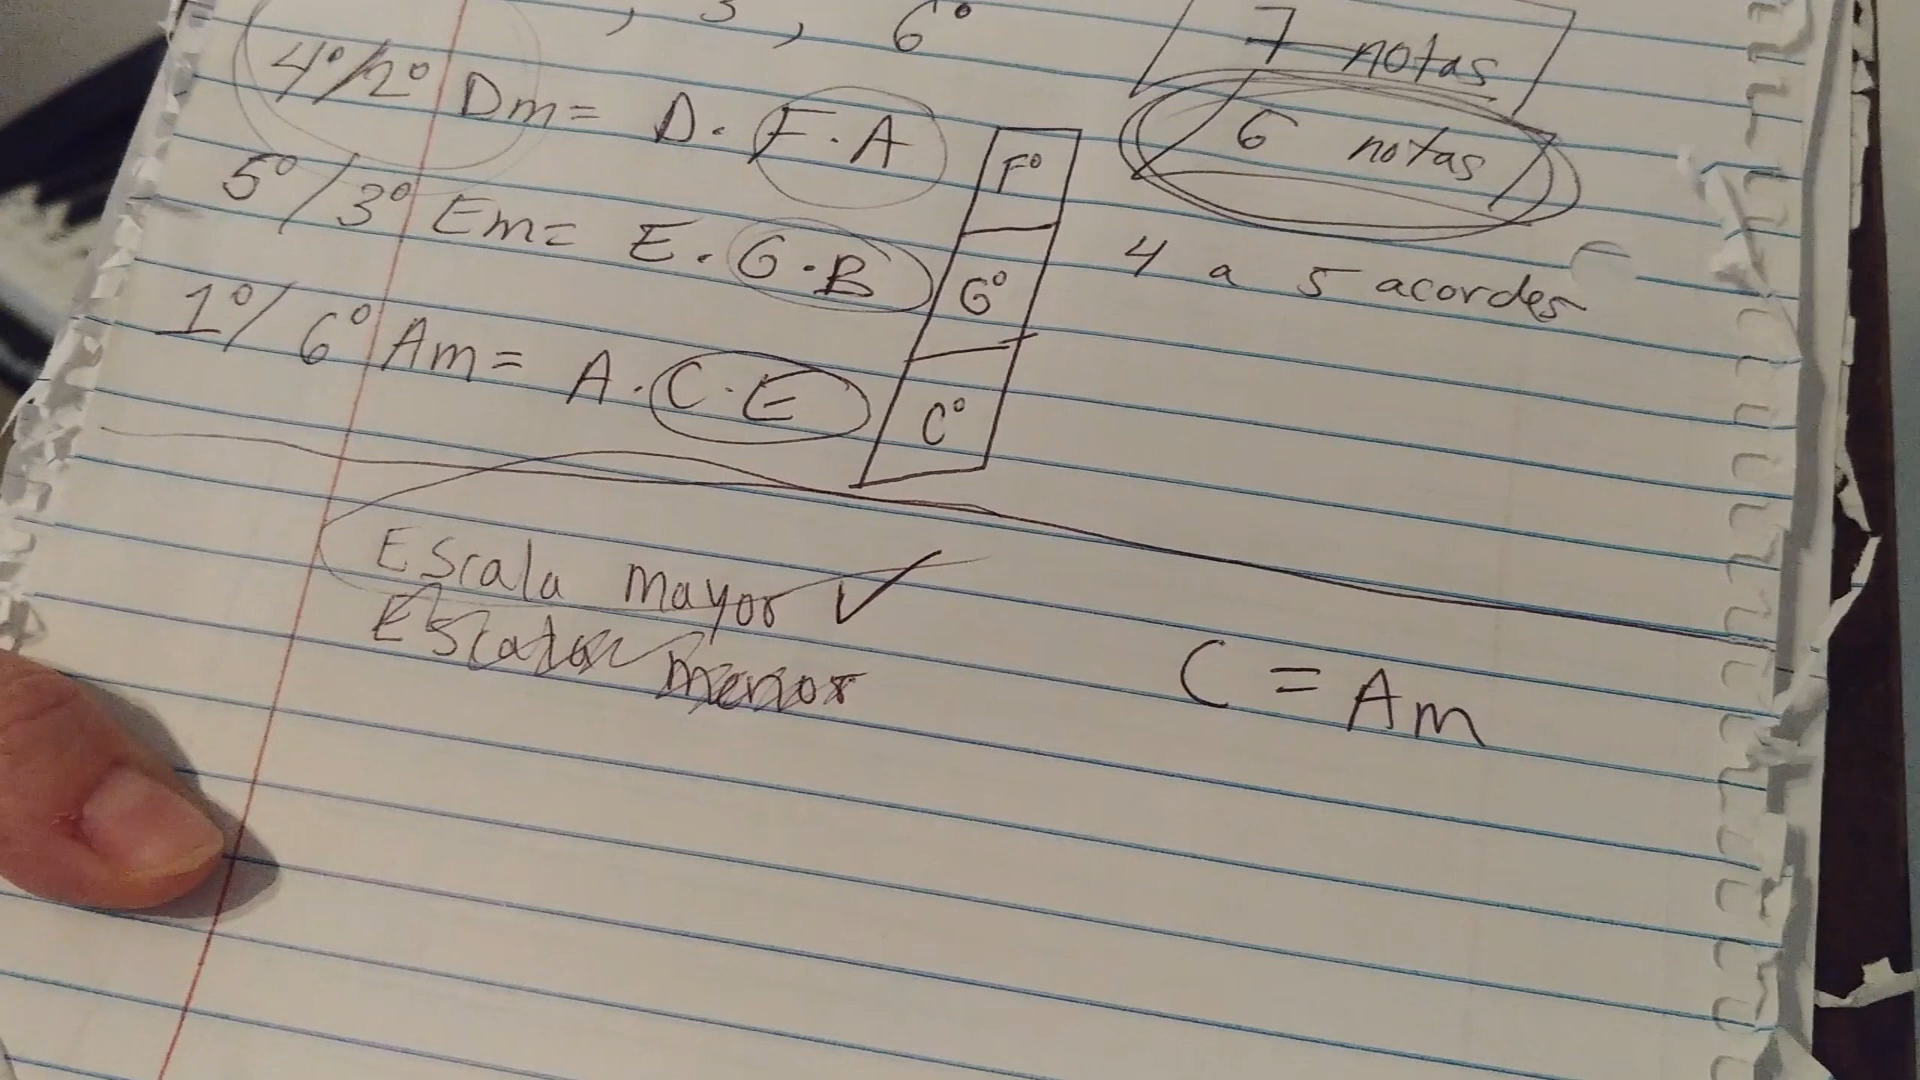 , 3 , 6°
7 notas
4°/2° Dm = D . F . A
F°
6 notas
5°/3° Em = E . G . B
G°
4 a 5 acordes
1°/6° Am = A . C . E
C°
Escala mayor ✓
Escala menor
C = Am